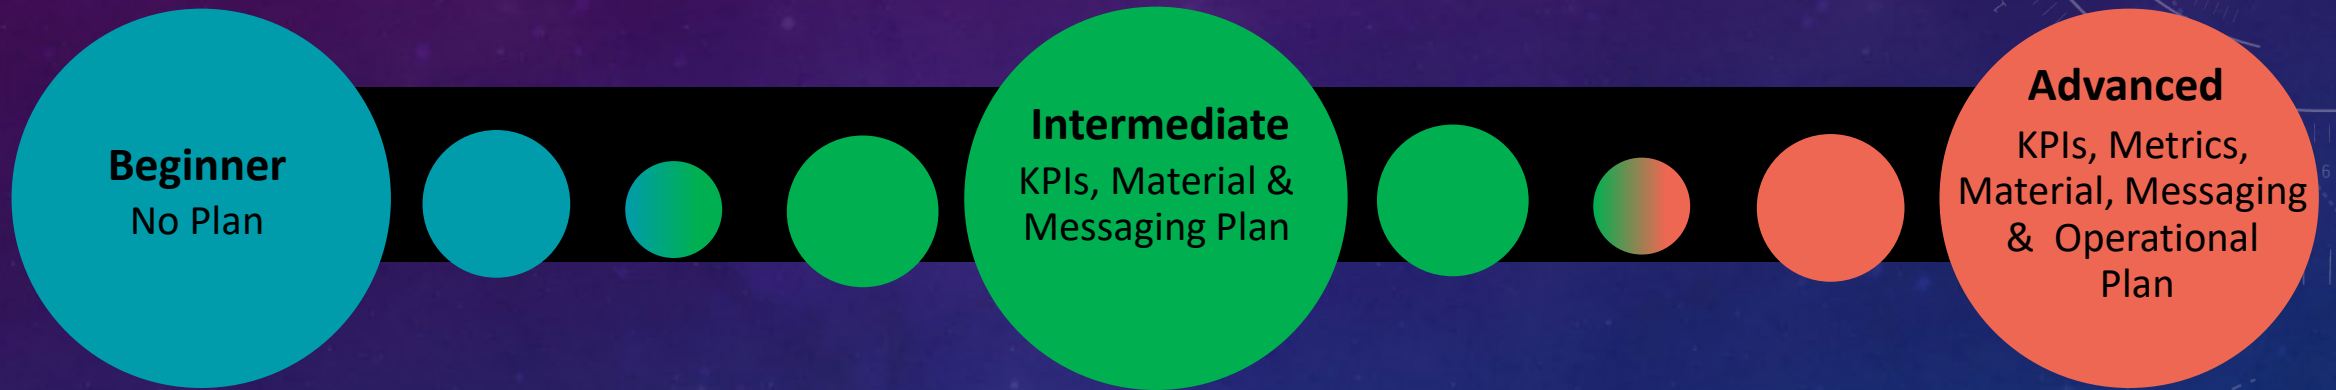 Beginner
No Plan
Intermediate
KPIs, Material &
Messaging Plan
Advanced
KPIs, Metrics,
Material, Messaging
& Operational
Plan